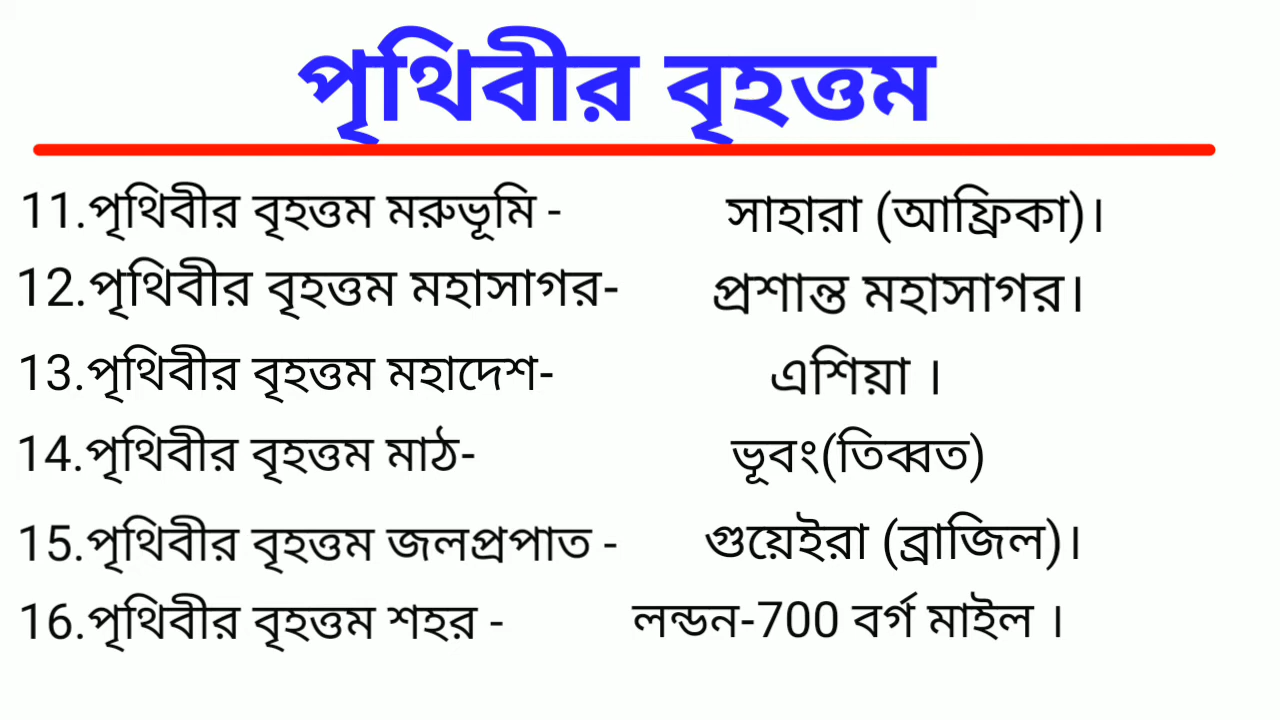 পৃথিবীর বৃহত্তম
11.পৃথিবীর বৃহত্তম মরুভূমি - সাহারা (আফ্রিকা)।
12.পৃথিবীর বৃহত্তম মহাসাগর- প্রশান্ত মহাসাগর।
13.পৃথিবীর বৃহত্তম মহাদেশ- এশিয়া ।
14.পৃথিবীর বৃহত্তম মাঠ- ভূবং(তিব্বত)
15.পৃথিবীর বৃহত্তম জলপ্রপাত - গুয়েইরা (ব্রাজিল)।
16.পৃথিবীর বৃহত্তম শহর - লন্ডন-700 বর্গ মাইল ।